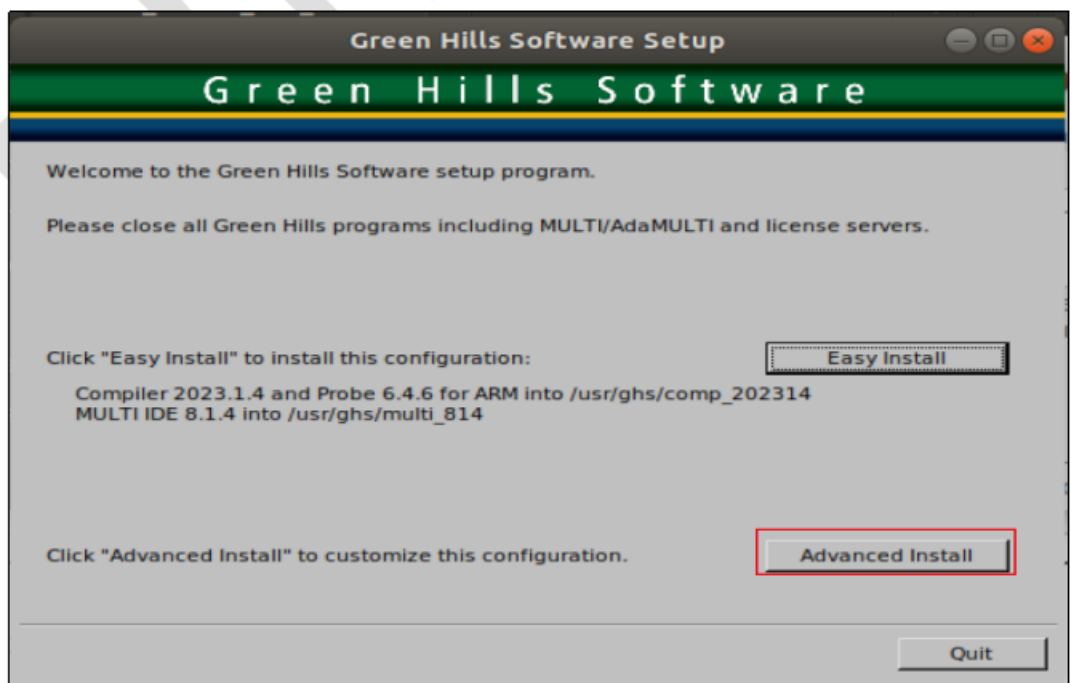 Green Hills Software Setup
Green Hills Software
Welcome to the Green Hills Software setup program.
Please close all Green Hills programs including MULTI/AdaMULTI and license servers.
Click "Easy Install" to install this configuration:
Easy Install
Compiler 2023.1.4 and Probe 6.4.6 for ARM into /usr/ghs/comp_202314
MULTI IDE 8.1.4 into /usr/ghs/multi_814
Click "Advanced Install" to customize this configuration.
Advanced Install
Quit